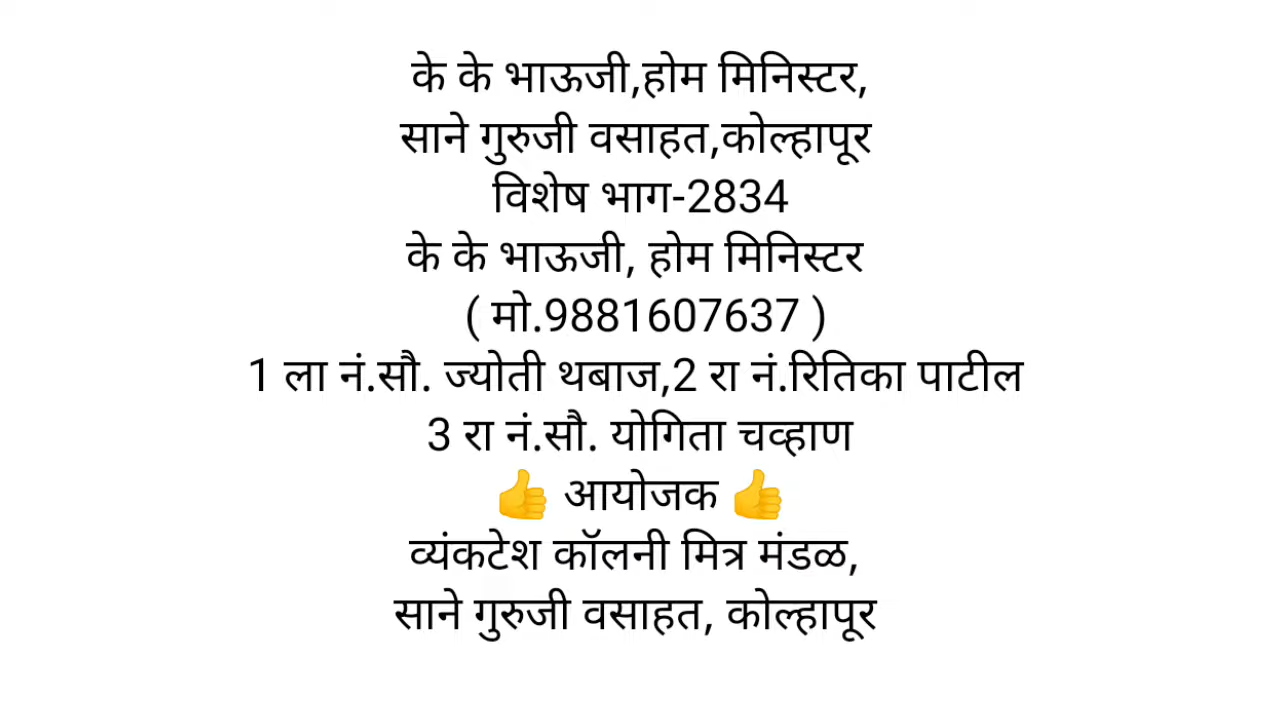 के के भाऊजी,होम मिनिस्टर,
साने गुरुजी वसाहत,कोल्हापूर
विशेष भाग-2834
के के भाऊजी, होम मिनिस्टर
( मो.9881607637 )
1 ला नं.सौ. ज्योती थबाज,2 रा नं.रितिका पाटील
3 रा नं.सौ. योगिता चव्हाण
👍 आयोजक 👍
व्यंकटेश कॉलनी मित्र मंडळ,
साने गुरुजी वसाहत, कोल्हापूर